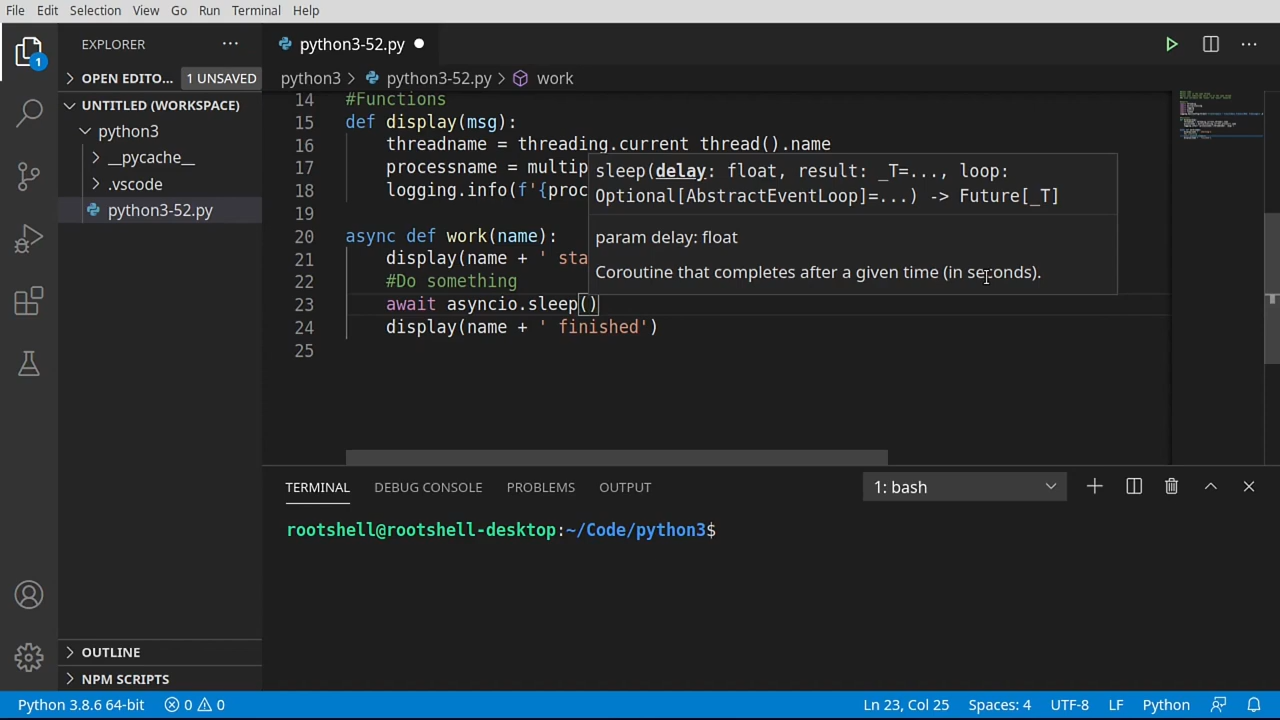 File Edit Selection View Go Run Terminal Help
EXPLORER
python3-52.py
OPEN EDITO... 1 UNSAVED
python3 > python3-52.py > work
UNTITLED (WORKSPACE)
python3
__pycache__
.vscode
python3-52.py
14 #Functions
15 def display(msg):
16 threadname = threading.current_thread().name
17 processname = multip
18 logging.info(f'{proc
19
20 async def work(name):
21 display(name + ' sta
22 #Do something
23 await asyncio.sleep()
24 display(name + ' finished')
25
sleep(delay: float, result: _T=..., loop:
Optional[AbstractEventLoop]=...) -> Future[_T]
param delay: float
Coroutine that completes after a given time (in seconds).
TERMINAL DEBUG CONSOLE PROBLEMS OUTPUT 1: bash
rootshell@rootshell-desktop:~/Code/python3$
1
OUTLINE
NPM SCRIPTS
Python 3.8.6 64-bit 0 0 Ln 23, Col 25 Spaces: 4 UTF-8 LF Python